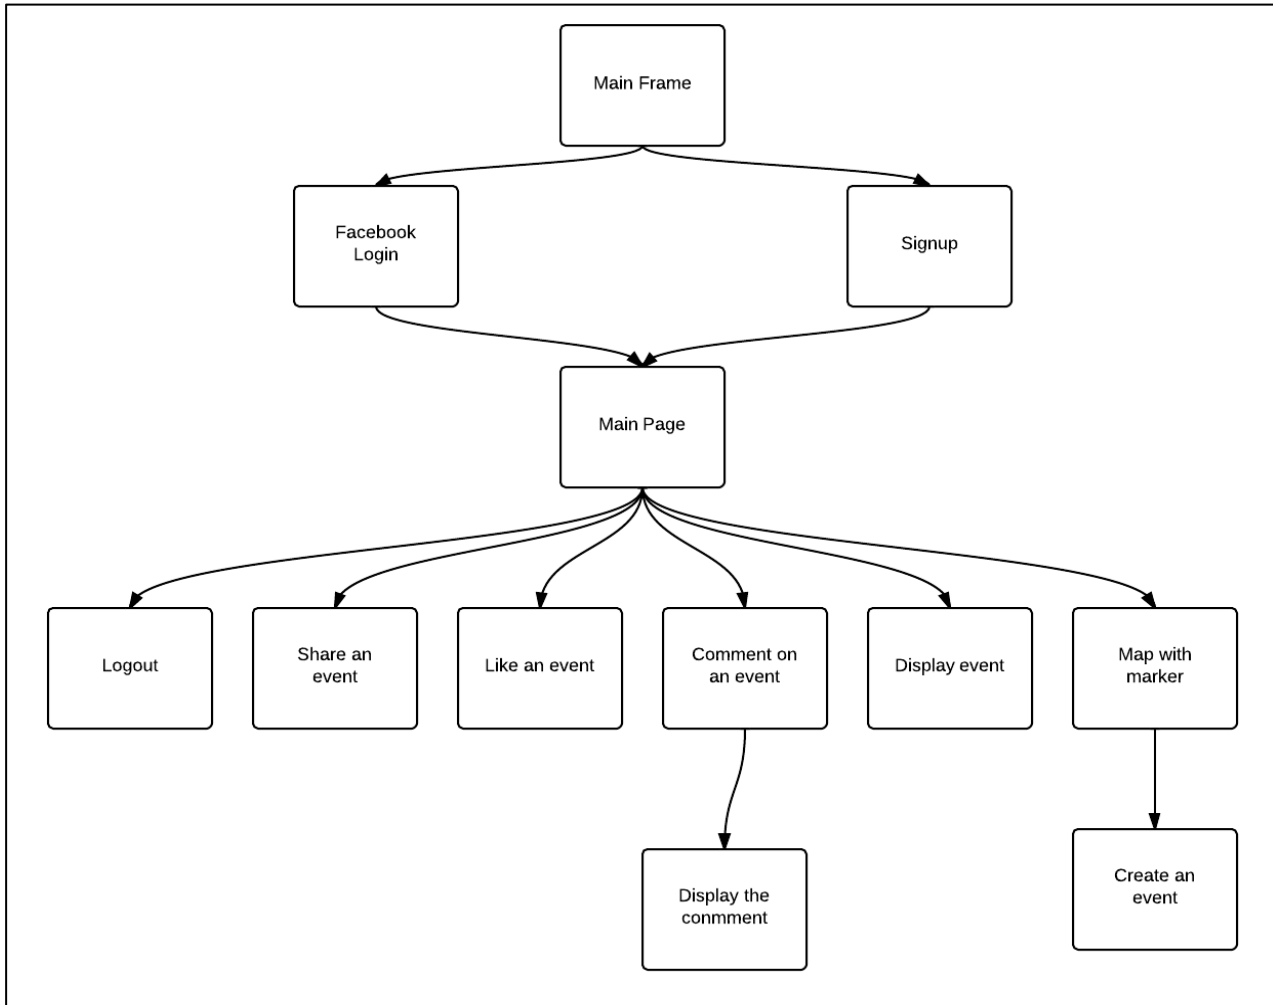 Main Frame
Facebook
Login
Signup
Main Page
Logout
Share an
event
Like an event
Comment on
an event
Display event
Map with
marker
Display the
conmment
Create an
event